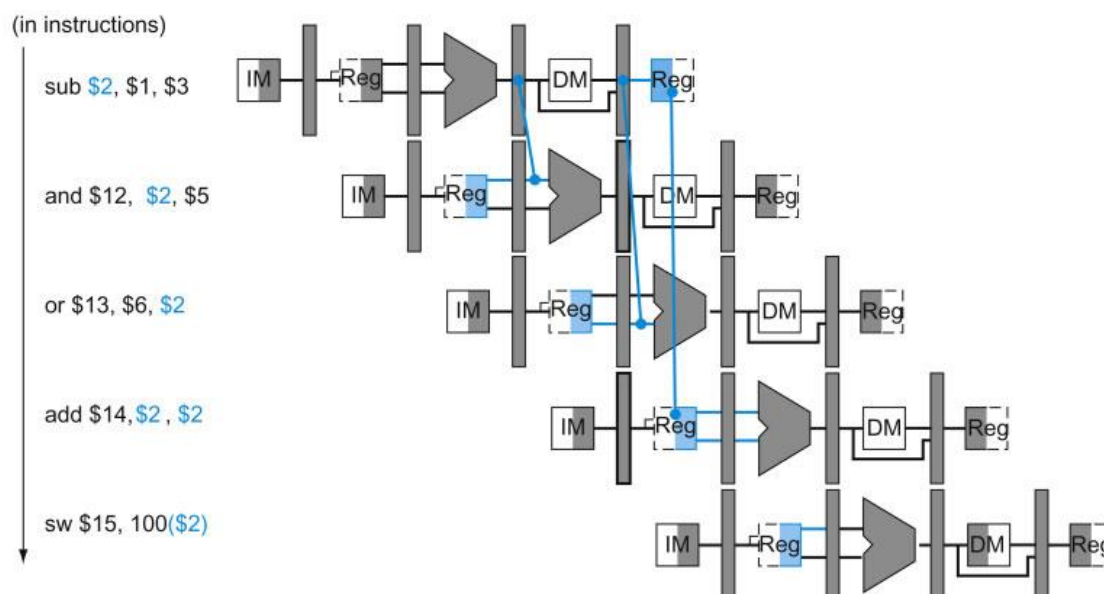 (in instructions)
sub $2, $1, $3
IM Reg DM Reg
and $12, $2, $5
IM Reg DM Reg
or $13, $6, $2
IM Reg DM Reg
add $14,$2 , $2
IM Reg DM Reg
sw $15, 100($2)
IM Reg DM Reg